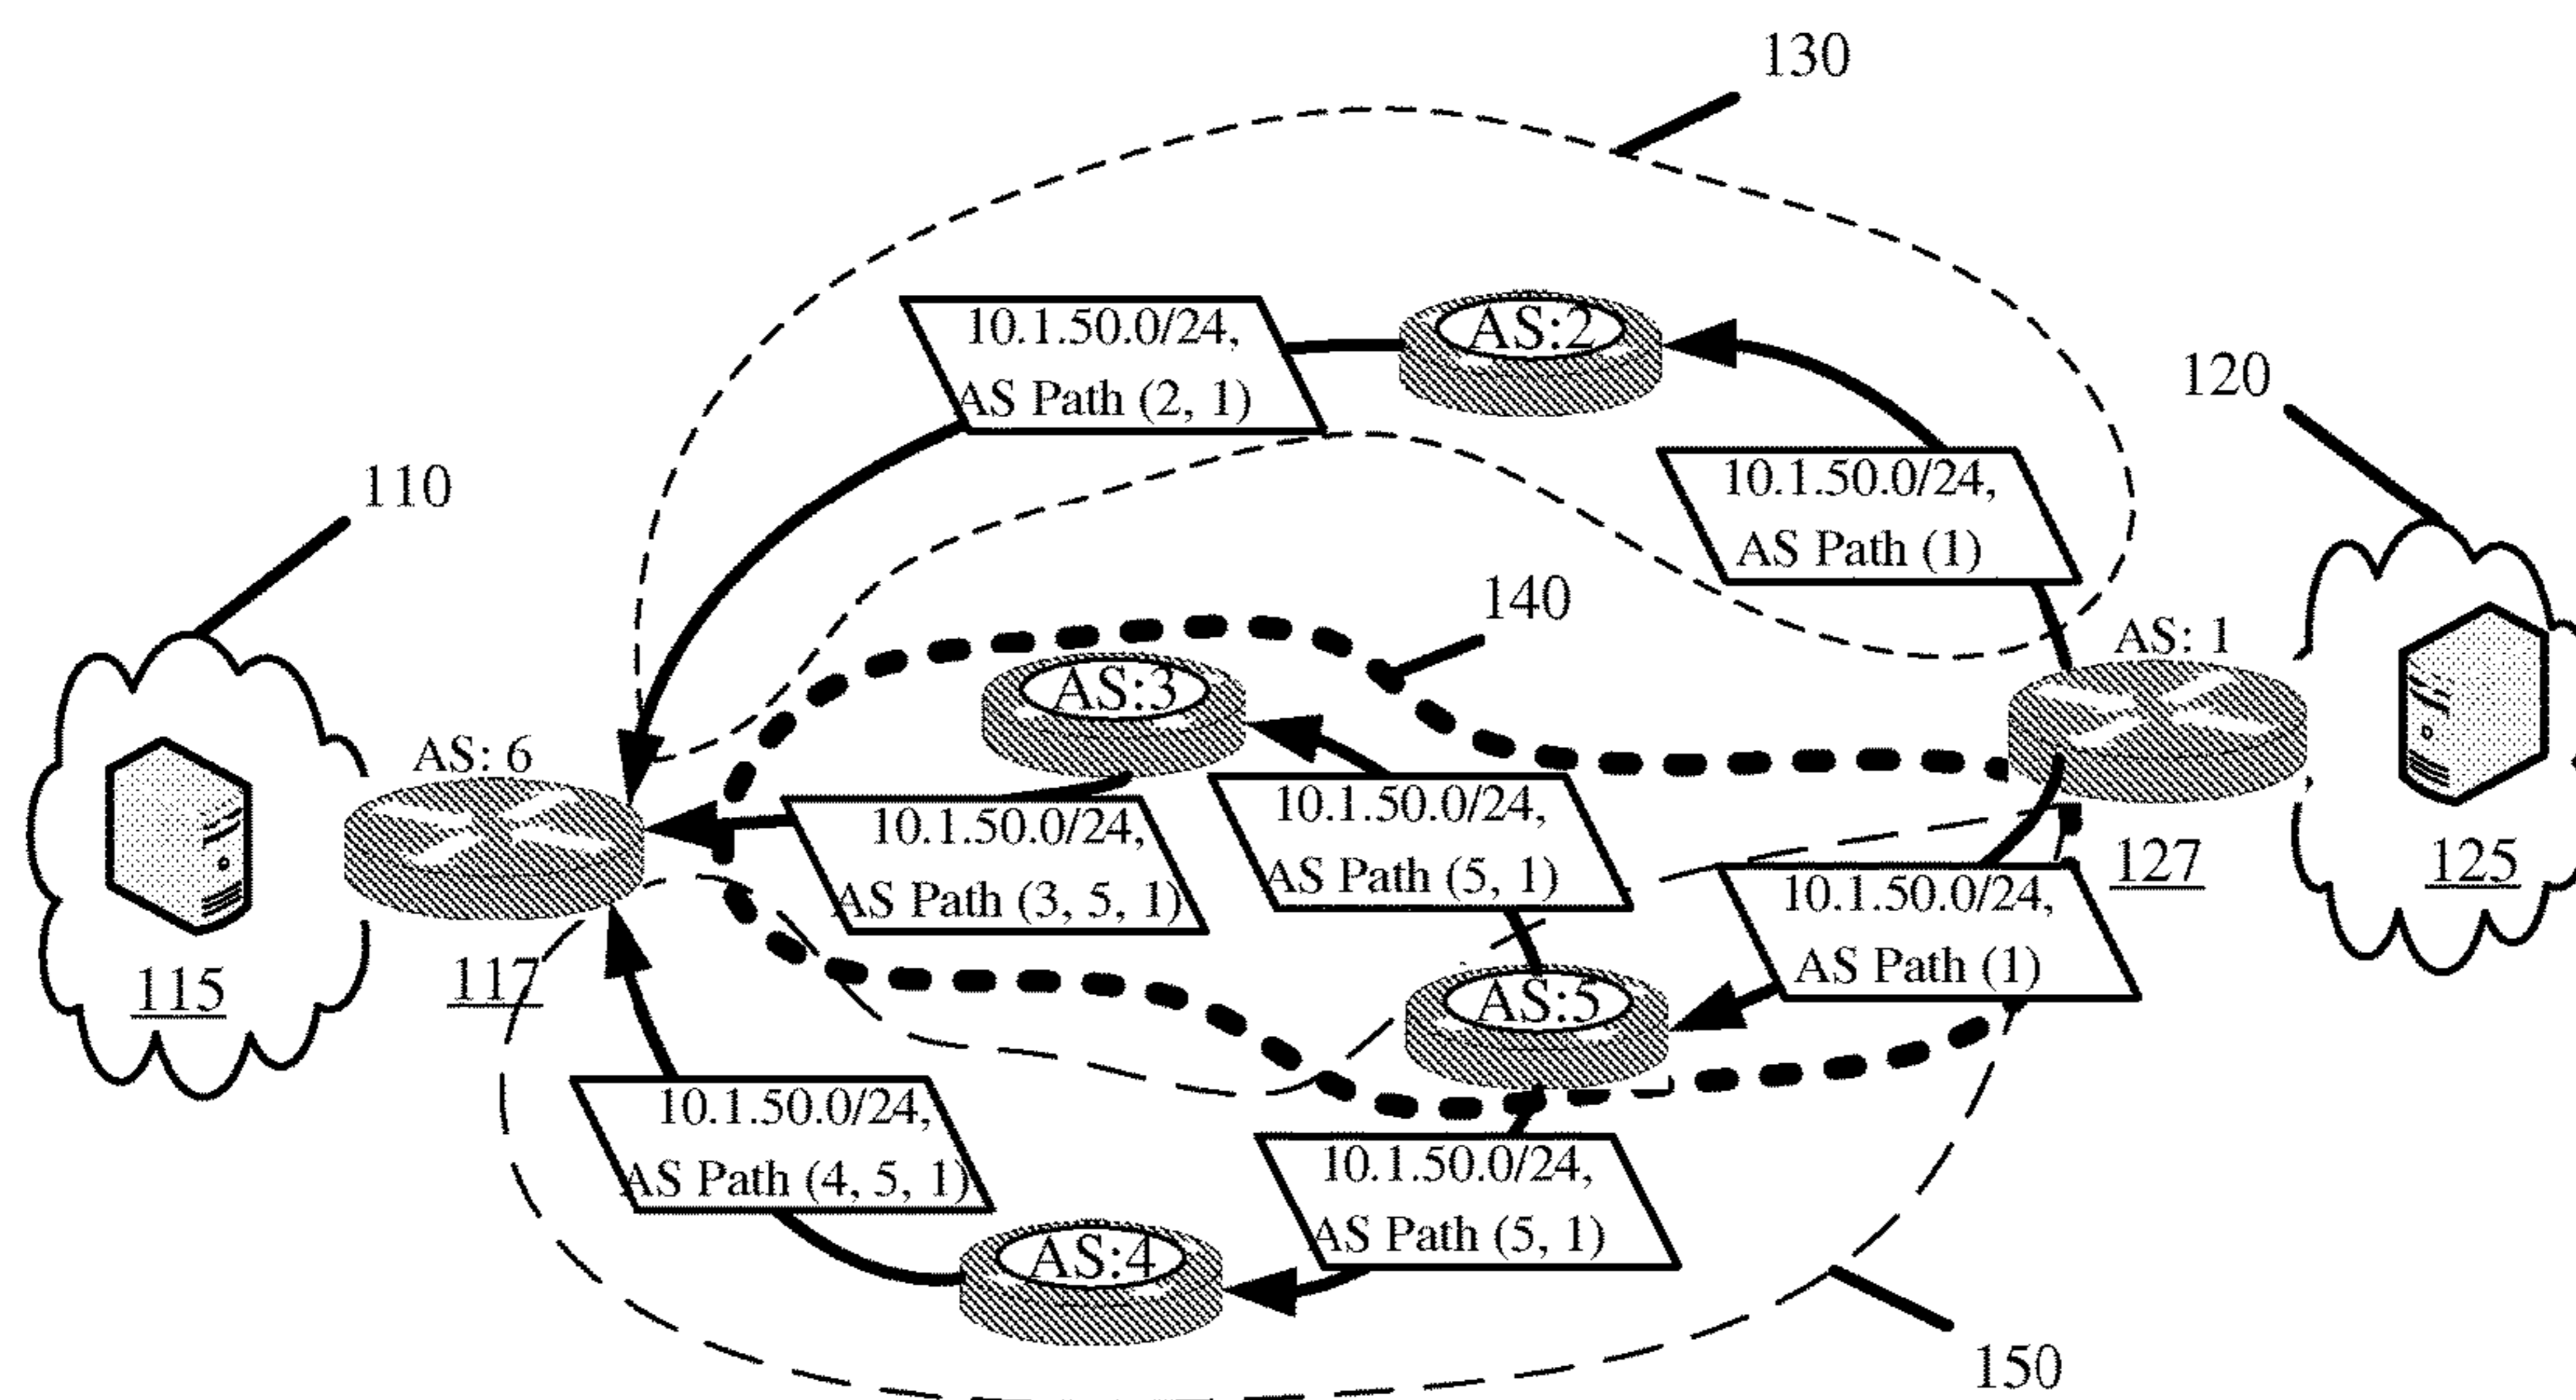 130
10.1.50.0/24,
AS Path (2, 1)
AS:2
120
110
10.1.50.0/24,
AS Path (1)
140
AS: 1
AS:3
AS: 6
10.1.50.0/24,
AS Path (3, 5, 1)
10.1.50.0/24,
AS Path (5, 1)
127
125
10.1.50.0/24,
AS Path (1)
115
117
AS:5
10.1.50.0/24,
AS Path (4, 5, 1)
10.1.50.0/24,
AS Path (5, 1)
AS:4
150